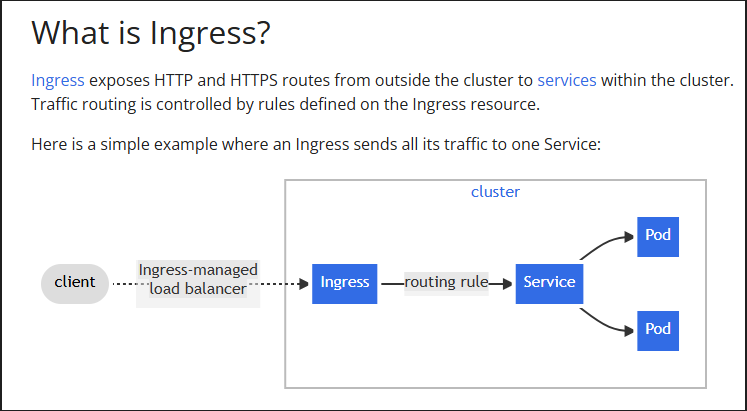 What is Ingress?
Ingress exposes HTTP and HTTPS routes from outside the cluster to services within the cluster.
Traffic routing is controlled by rules defined on the Ingress resource.
Here is a simple example where an Ingress sends all its traffic to one Service:
cluster
client
Ingress-managed
load balancer
Ingress
routing rule
Service
Pod
Pod